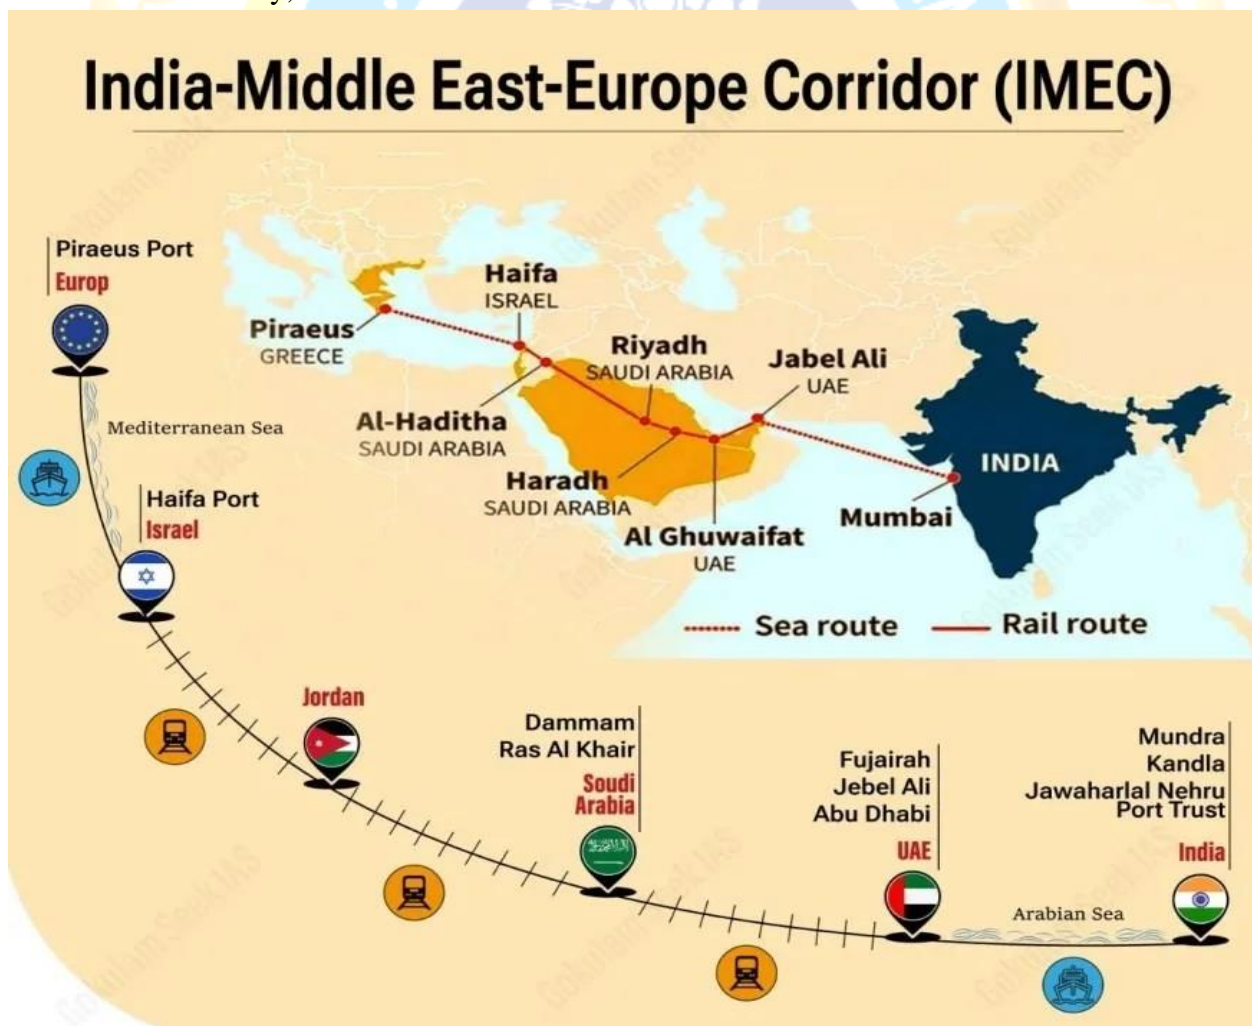 India-Middle East-Europe Corridor (IMEC)
Piraeus Port
Europ
Mediterranean Sea
Haifa Port
Israel
Haifa
ISRAEL
Piraeus
GREECE
Riyadh
SAUDI ARABIA
Jabel Ali
UAE
Al-Haditha
SAUDI ARABIA
Haradh
SAUDI ARABIA
Al Ghuwaifat
UAE
INDIA
Mumbai
Sea route
Rail route
Jordan
Dammam
Ras Al Khair
Soudi
Arabia
Fujairah
Jebel Ali
Abu Dhabi
UAE
Mundra
Kandla
Jawaharlal Nehru
Port Trust
India
Arabian Sea
Gokulam Seek IAS